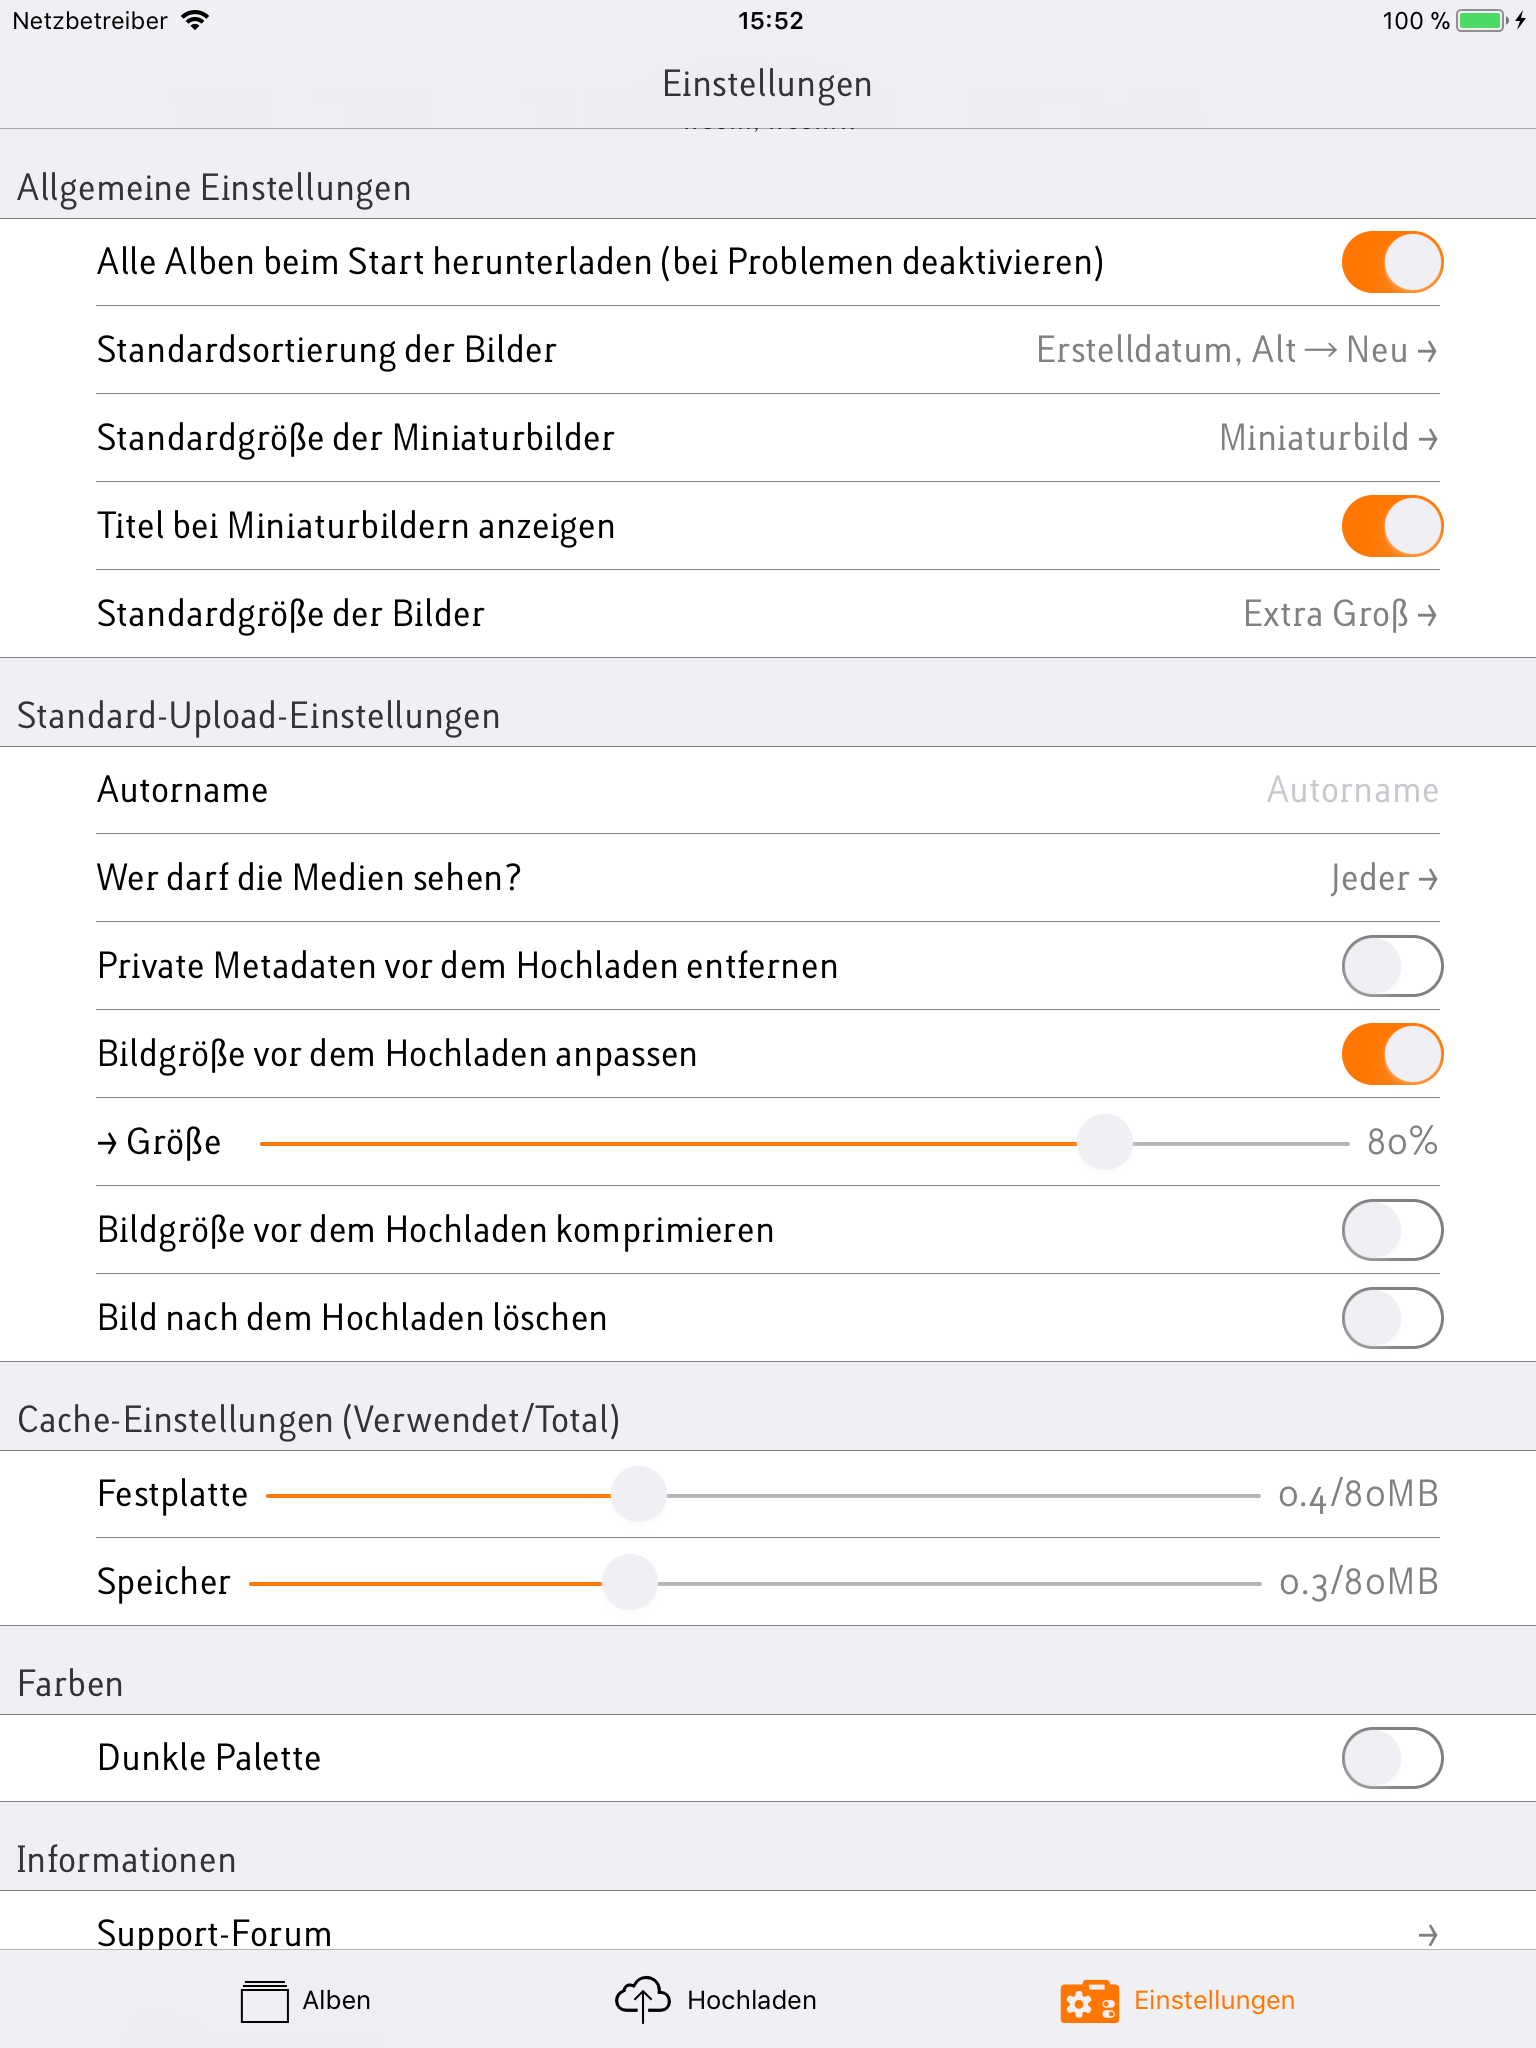 Netzbetreiber
15:52
100 %
Einstellungen
Allgemeine Einstellungen
Alle Alben beim Start herunterladen (bei Problemen deaktivieren)
Standardsortierung der Bilder Erstelldatum, Alt → Neu →
Standardgröße der Miniaturbilder Miniaturbild →
Titel bei Miniaturbildern anzeigen
Standardgröße der Bilder Extra Groß →
Standard-Upload-Einstellungen
Autorname Autorname
Wer darf die Medien sehen? Jeder →
Private Metadaten vor dem Hochladen entfernen
Bildgröße vor dem Hochladen anpassen
→ Größe 80%
Bildgröße vor dem Hochladen komprimieren
Bild nach dem Hochladen löschen
Cache-Einstellungen (Verwendet/Total)
Festplatte 0.4/80MB
Speicher 0.3/80MB
Farben
Dunkle Palette
Informationen
Support-Forum →
Alben
Hochladen
Einstellungen